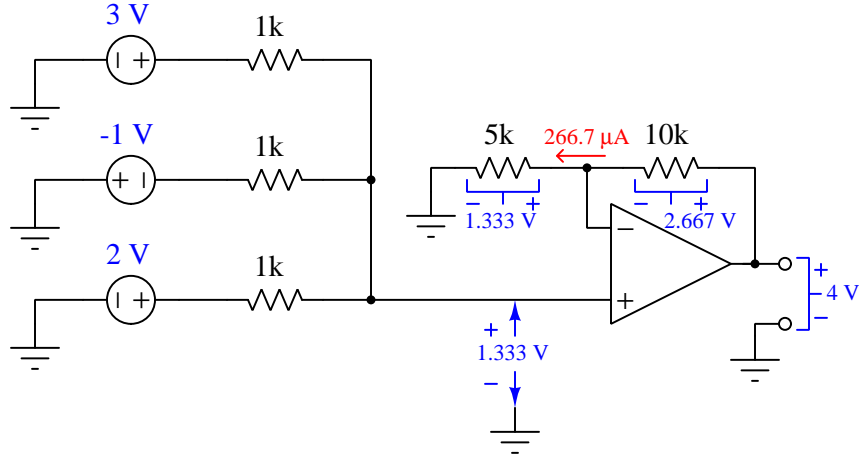 3 V
1k
-1 V
1k
5k
266.7 μA
10k
1.333 V
2.667 V
2 V
1k
4 V
1.333 V